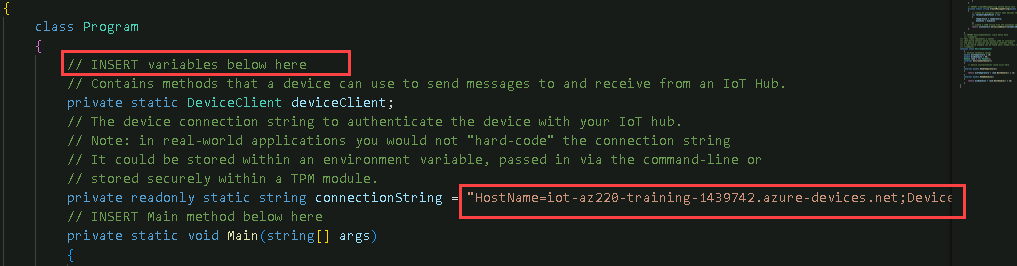 {
class Program
{
// INSERT variables below here
// Contains methods that a device can use to send messages to and receive from an IoT Hub.
private static DeviceClient deviceClient;
// The device connection string to authenticate the device with your IoT hub.
// Note: in real-world applications you would not "hard-code" the connection string
// It could be stored within an environment variable, passed in via the command-line or
// stored securely within a TPM module.
private readonly static string connectionString = "HostName=iot-az220-training-1439742.azure-devices.net;Device
// INSERT Main method below here
private static void Main(string[] args)
{